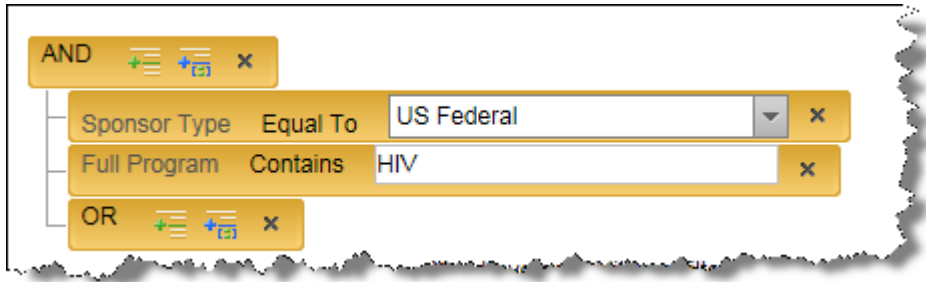 AND
Sponsor Type Equal To US Federal
Full Program Contains HIV
OR